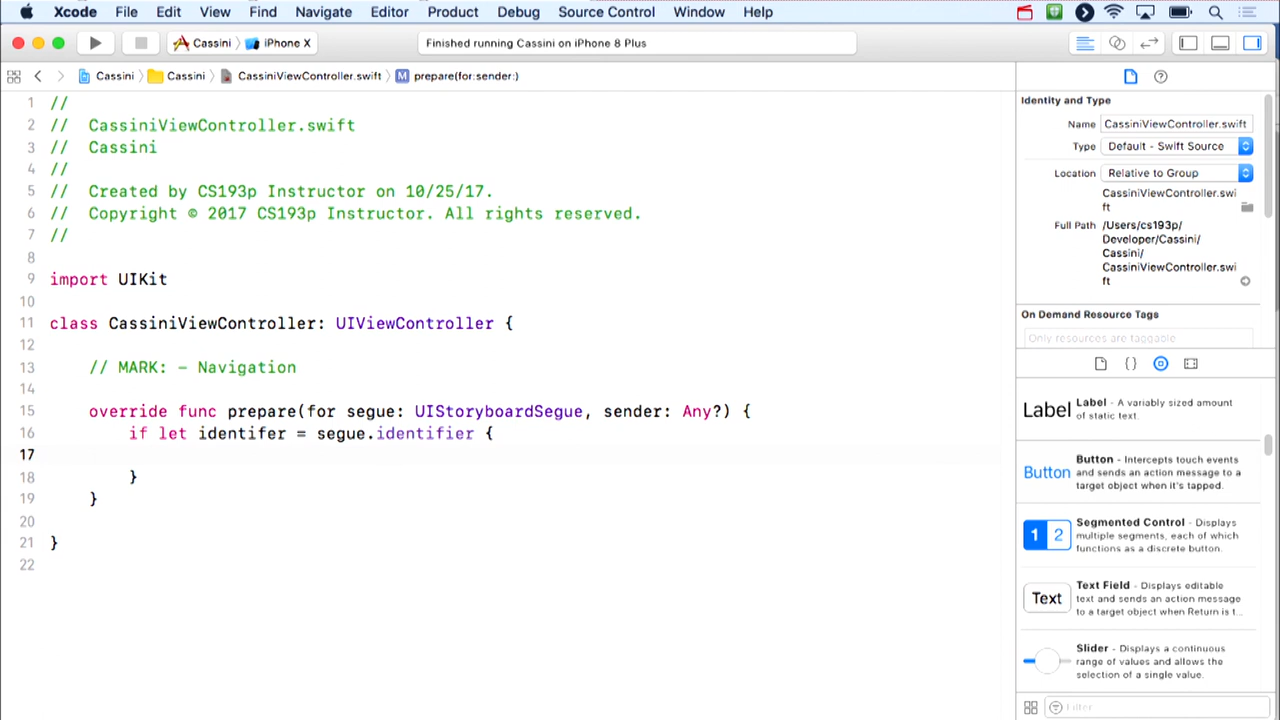 Xcode File Edit View Find Navigate Editor Product Debug Source Control Window Help
Cassini iPhone X Finished running Cassini on iPhone 8 Plus
Cassini Cassini CassiniViewController.swift M prepare(for:sender:)
1 //
2 // CassiniViewController.swift
3 // Cassini
4 //
5 // Created by CS193p Instructor on 10/25/17.
6 // Copyright © 2017 CS193p Instructor. All rights reserved.
7 //
8
9 import UIKit
10
11 class CassiniViewController: UIViewController {
12
13 // MARK: - Navigation
14
15 override func prepare(for segue: UIStoryboardSegue, sender: Any?) {
16 if let identifer = segue.identifier {
17
18 }
19 }
20
21 }
22
Identity and Type
Name CassiniViewController.swift
Type Default - Swift Source
Location Relative to Group
CassiniViewController.swi
ft
Full Path /Users/cs193p/
Developer/Cassini/
Cassini/
CassiniViewController.swi
ft
On Demand Resource Tags
Only resources are taggable
{ }
Label Label - A variably sized amount
of static text.
Button Button - Intercepts touch events
and sends an action message to a
target object when it's tapped.
1 2 Segmented Control - Displays
multiple segments, each of which
functions as a discrete button.
Text Text Field - Displays editable
text and sends an action message
to a target object when Return is t...
Slider - Displays a continuous
range of values and allows the
selection of a single value.
Filter